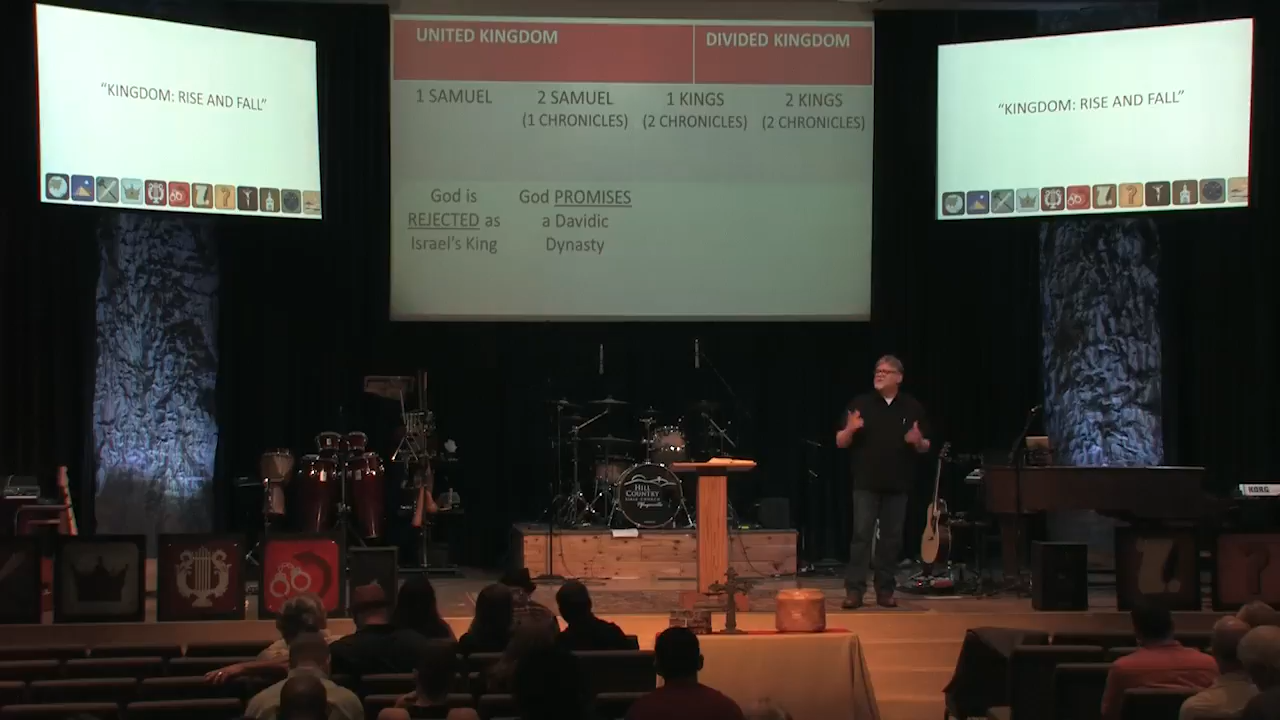 "KINGDOM: RISE AND FALL"
UNITED KINGDOM
DIVIDED KINGDOM
1 SAMUEL
2 SAMUEL
(1 CHRONICLES)
1 KINGS
(2 CHRONICLES)
2 KINGS
(2 CHRONICLES)
God is
REJECTED as
Israel's King
God PROMISES
a Davidic
Dynasty
"KINGDOM: RISE AND FALL"
HILL
COUNTRY
BIBLE CHURCH
KORG